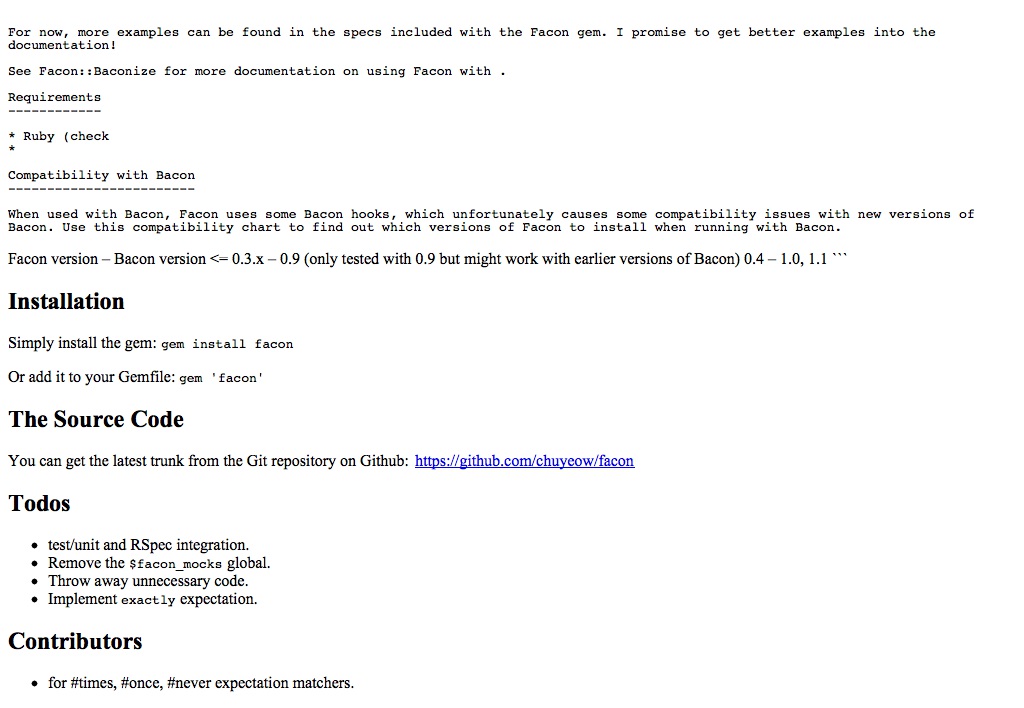 For now, more examples can be found in the specs included with the Facon gem. I promise to get better examples into the
documentation!
See Facon::Baconize for more documentation on using Facon with .
Requirements
------------
* Ruby (check
*
Compatibility with Bacon
------------------------
When used with Bacon, Facon uses some Bacon hooks, which unfortunately causes some compatibility issues with new versions of
Bacon. Use this compatibility chart to find out which versions of Facon to install when running with Bacon.
Facon version – Bacon version <= 0.3.x – 0.9 (only tested with 0.9 but might work with earlier versions of Bacon) 0.4 – 1.0, 1.1 ```
Installation
Simply install the gem: gem install facon
Or add it to your Gemfile: gem 'facon'
The Source Code
You can get the latest trunk from the Git repository on Github: https://github.com/chuyeow/facon
Todos
• test/unit and RSpec integration.
• Remove the $facon_mocks global.
• Throw away unnecessary code.
• Implement exactly expectation.
Contributors
• for #times, #once, #never expectation matchers.